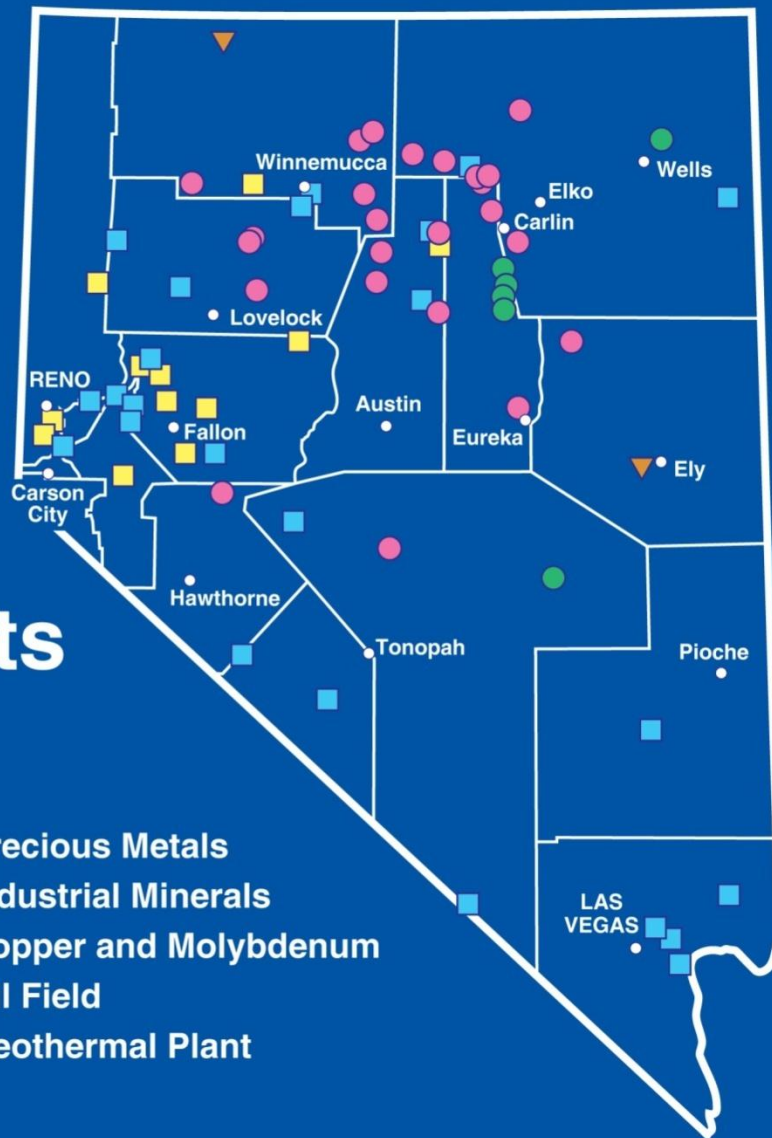 Winnemucca
Wells
Elko
Carlin
Lovelock
RENO
Austin
Fallon
Eureka
Ely
Carson
City
Hawthorne
ts
Tonopah
Pioche
recious Metals
dustrial Minerals
LAS
VEGAS
opper and Molybdenum
l Field
eothermal Plant